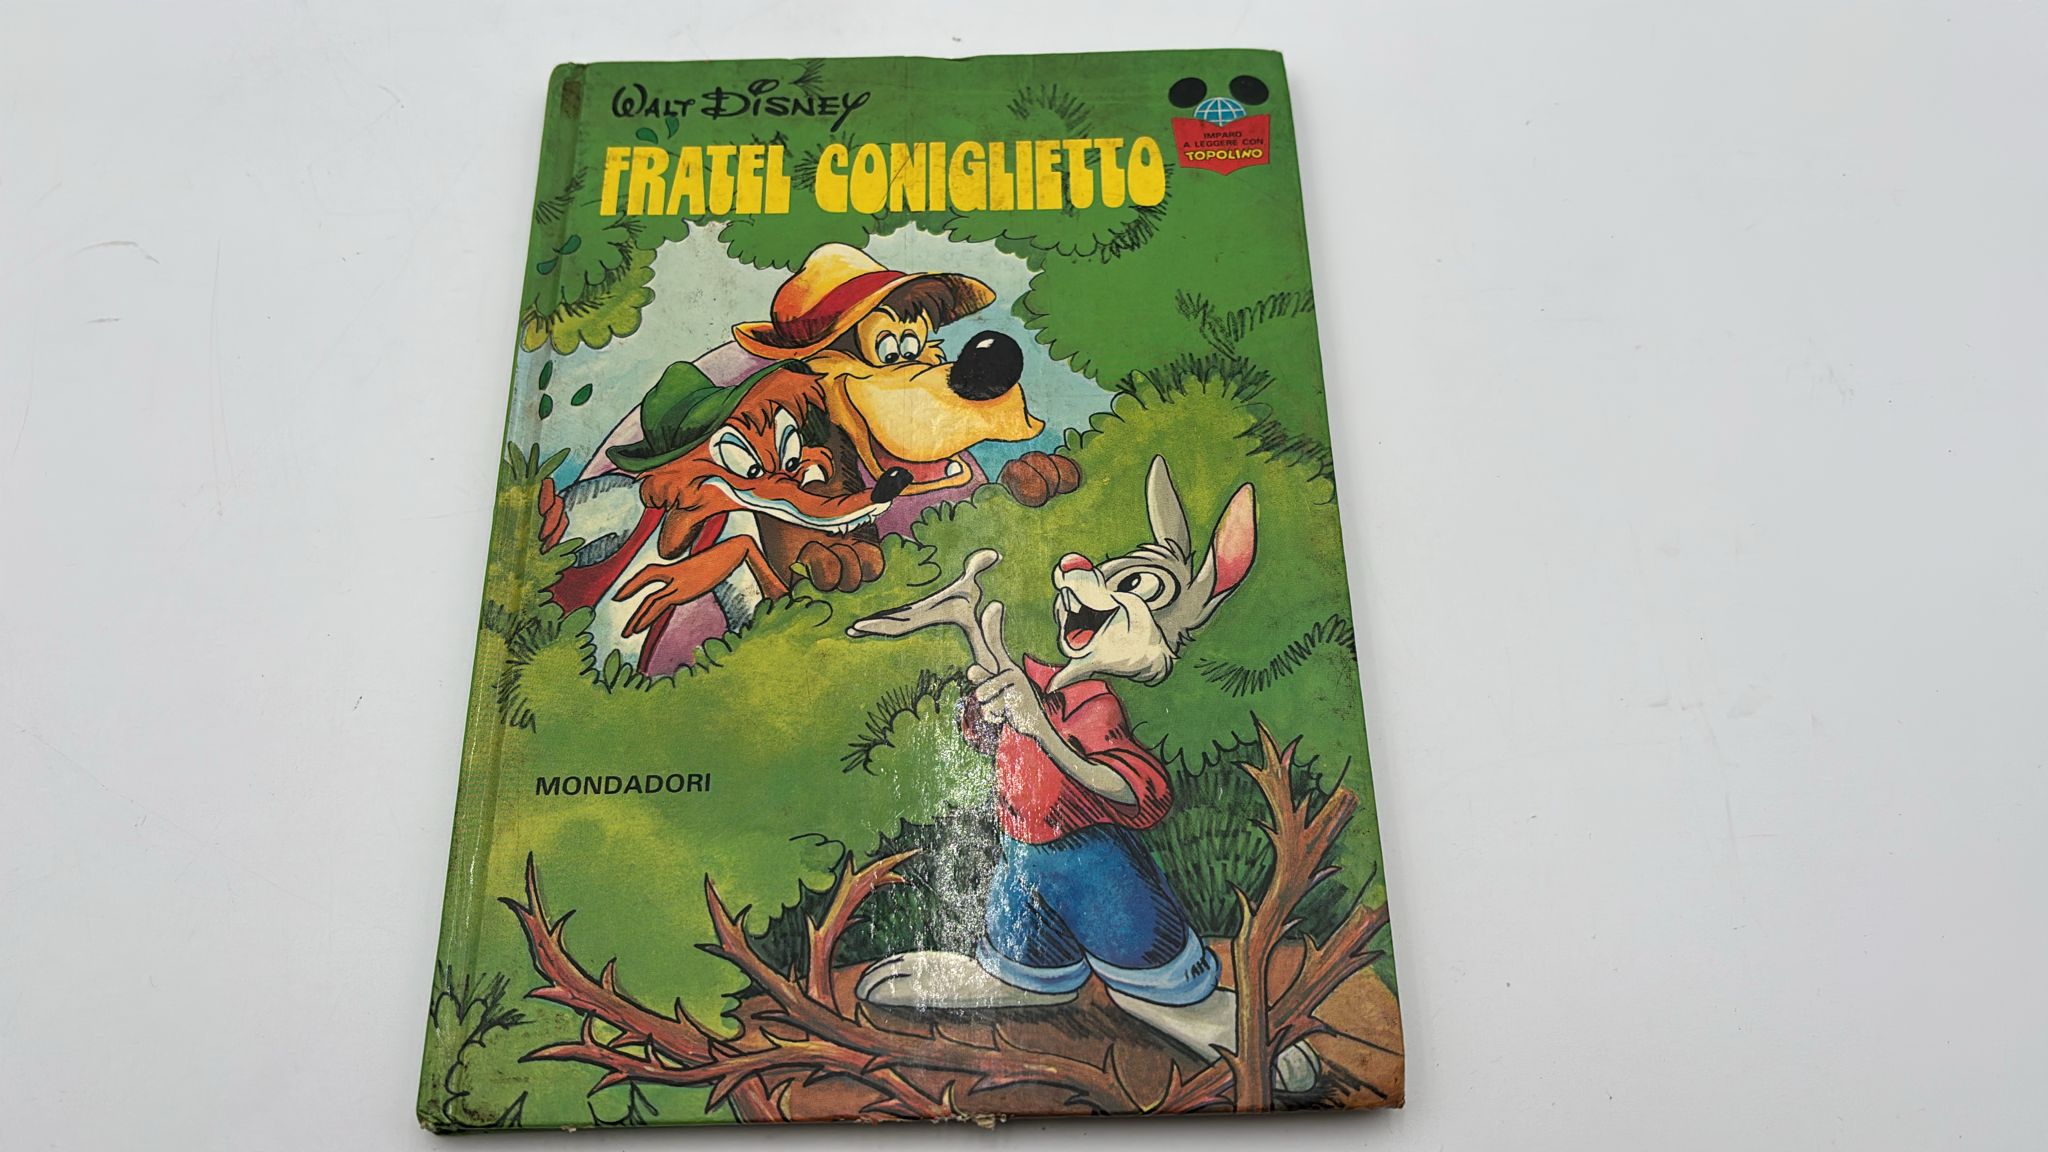 WALT DISNEY
FRATEL CONIGLIETTO
IMPARO
A LEGGERE CON
TOPOLINO
MONDADORI